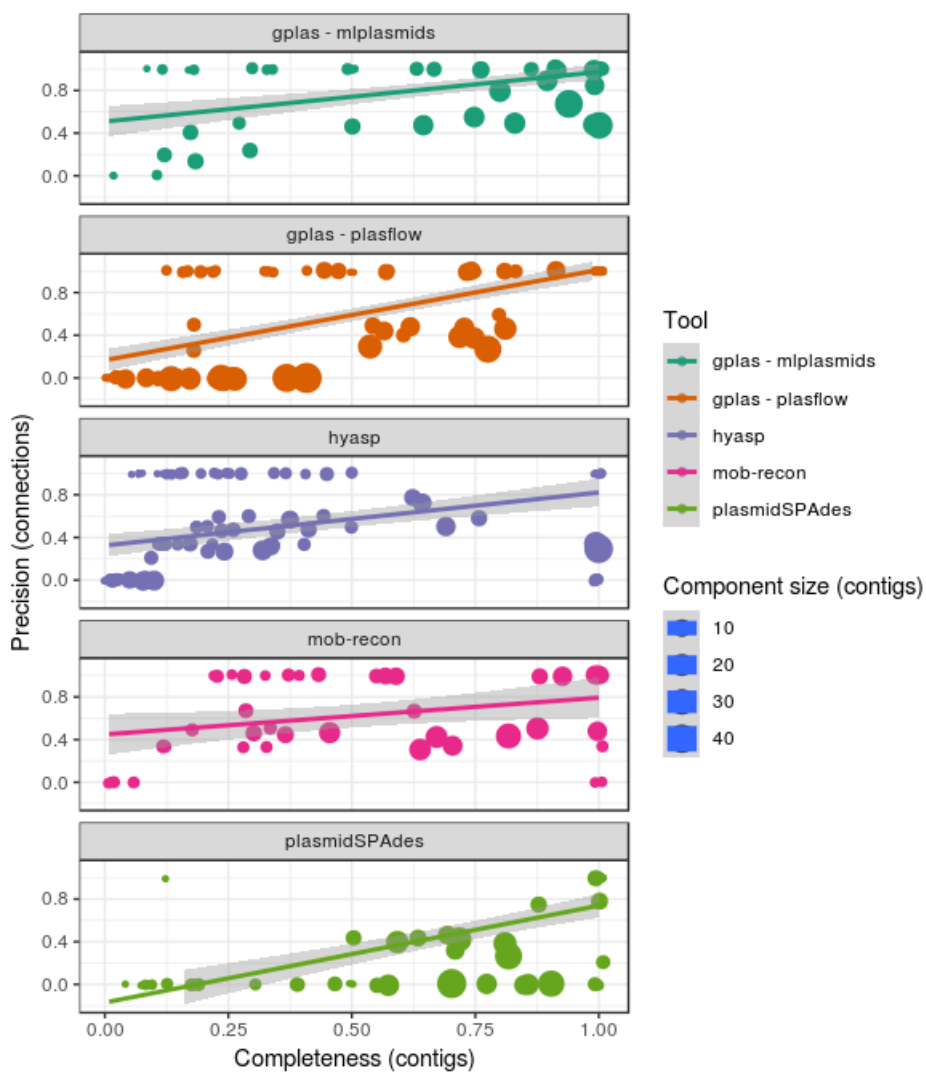 gplas - mlplasmids
0.8
0.4
0.0
gplas - plasflow
0.8
0.4
0.0
hyasp
0.8
0.4
0.0
mob-recon
0.8
0.4
0.0
plasmidSPAdes
0.8
0.4
0.0
0.00 0.25 0.50 0.75 1.00
Completeness (contigs)
Precision (connections)
Tool
gplas - mlplasmids
gplas - plasflow
hyasp
mob-recon
plasmidSPAdes
Component size (contigs)
10
20
30
40